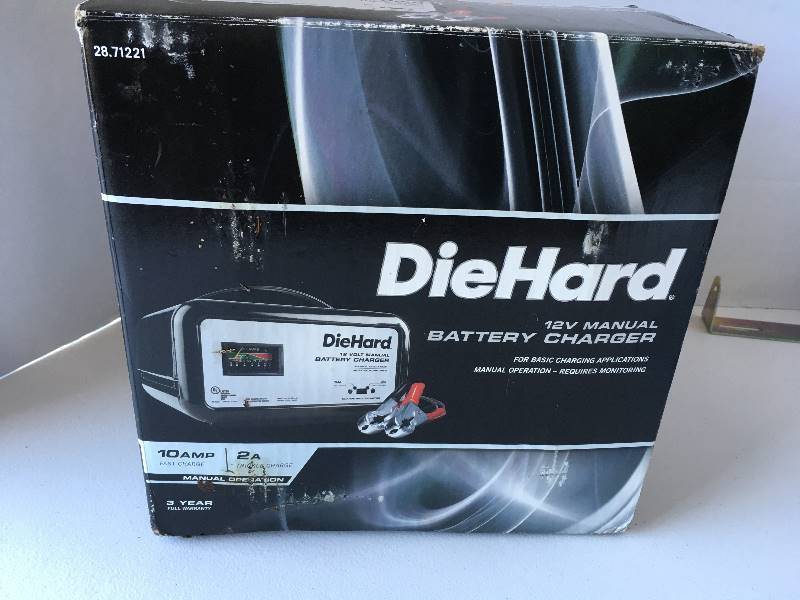 28.71221
DieHard®
12V MANUAL
BATTERY CHARGER
FOR BASIC CHARGING APPLICATIONS
MANUAL OPERATION – REQUIRES MONITORING
DieHard
12 VOLT MANUAL
BATTERY CHARGER
10AMP 2A
FAST CHARGE TRICKLE CHARGE
MANUAL OPERATION
3 YEAR
FULL WARRANTY